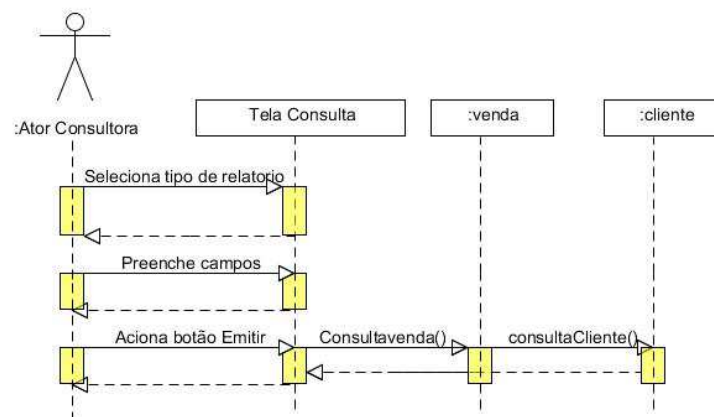 :Ator Consultora
Tela Consulta
:venda
:cliente
Seleciona tipo de relatorio
Preenche campos
Aciona botão Emitir
Consultavenda()
consultaCliente()